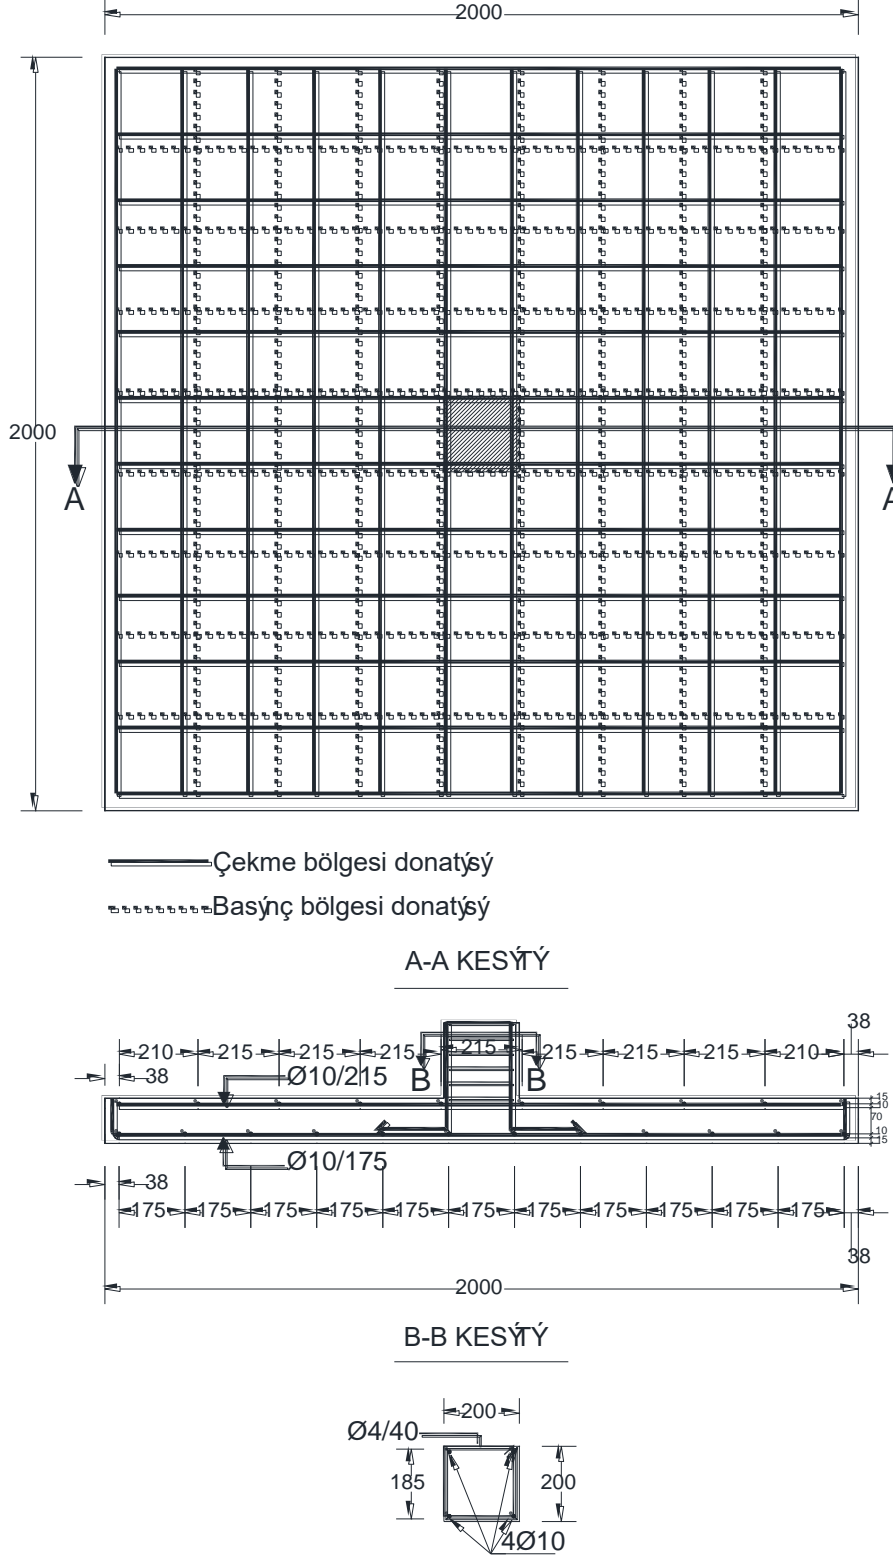 2000
2000
A
A
Çekme bölgesi donatýsý
Basýnç bölgesi donatýsý
A-A KESÝTÝ
38
210 215 215 215 215 215 215 215 210
38
Ø10/215
B
B
15
10
70
10
15
Ø10/175
38
175 175 175 175 175 175 175 175 175 175 175
38
2000
B-B KESÝTÝ
200
Ø4/40
185
200
4Ø10